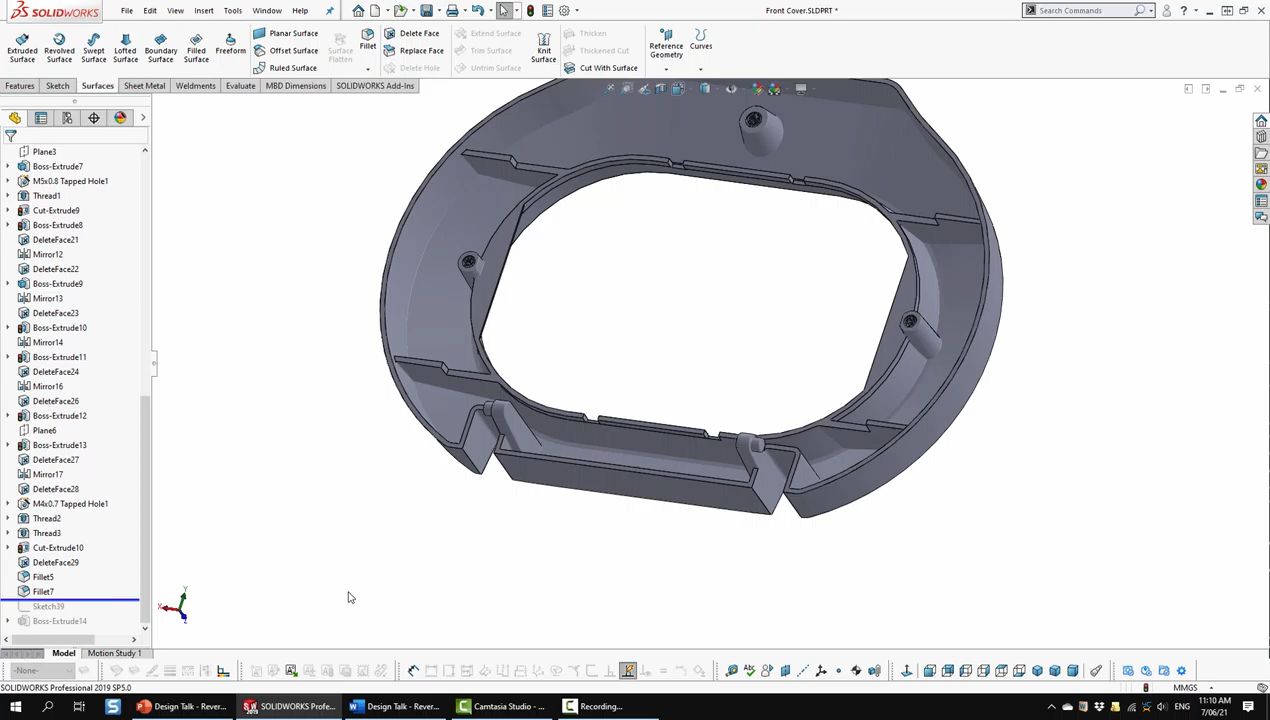 SOLIDWORKS
File
Edit
View
Insert
Tools
Window
Help
Front Cover.SLDPRT *
Search Commands
Extruded Surface
Revolved Surface
Swept Surface
Lofted Surface
Boundary Surface
Filled Surface
Freeform
Planar Surface
Offset Surface
Ruled Surface
Surface Flatten
Fillet
Delete Face
Replace Face
Delete Hole
Extend Surface
Trim Surface
Untrim Surface
Knit Surface
Thicken
Thickened Cut
Cut With Surface
Reference Geometry
Curves
Features
Sketch
Surfaces
Sheet Metal
Weldments
Evaluate
MBD Dimensions
SOLIDWORKS Add-Ins
Plane3
Boss-Extrude7
M5x0.8 Tapped Hole1
Thread1
Cut-Extrude9
Boss-Extrude8
DeleteFace21
Mirror12
DeleteFace22
Boss-Extrude9
Mirror13
DeleteFace23
Boss-Extrude10
Mirror14
Boss-Extrude11
DeleteFace24
Mirror16
DeleteFace26
Boss-Extrude12
Plane6
Boss-Extrude13
DeleteFace27
Mirror17
DeleteFace28
M4x0.7 Tapped Hole1
Thread2
Thread3
Cut-Extrude10
DeleteFace29
Fillet5
Fillet7
Sketch39
Boss-Extrude14
Y
X
Z
Model
Motion Study 1
-None-
SOLIDWORKS Professional 2019 SP5.0
MMGS
Design Talk - Rever...
SOLIDWORKS Profe...
Design Talk - Rever...
Camtasia Studio - ...
Recording...
ENG
11:10 AM
7/06/21